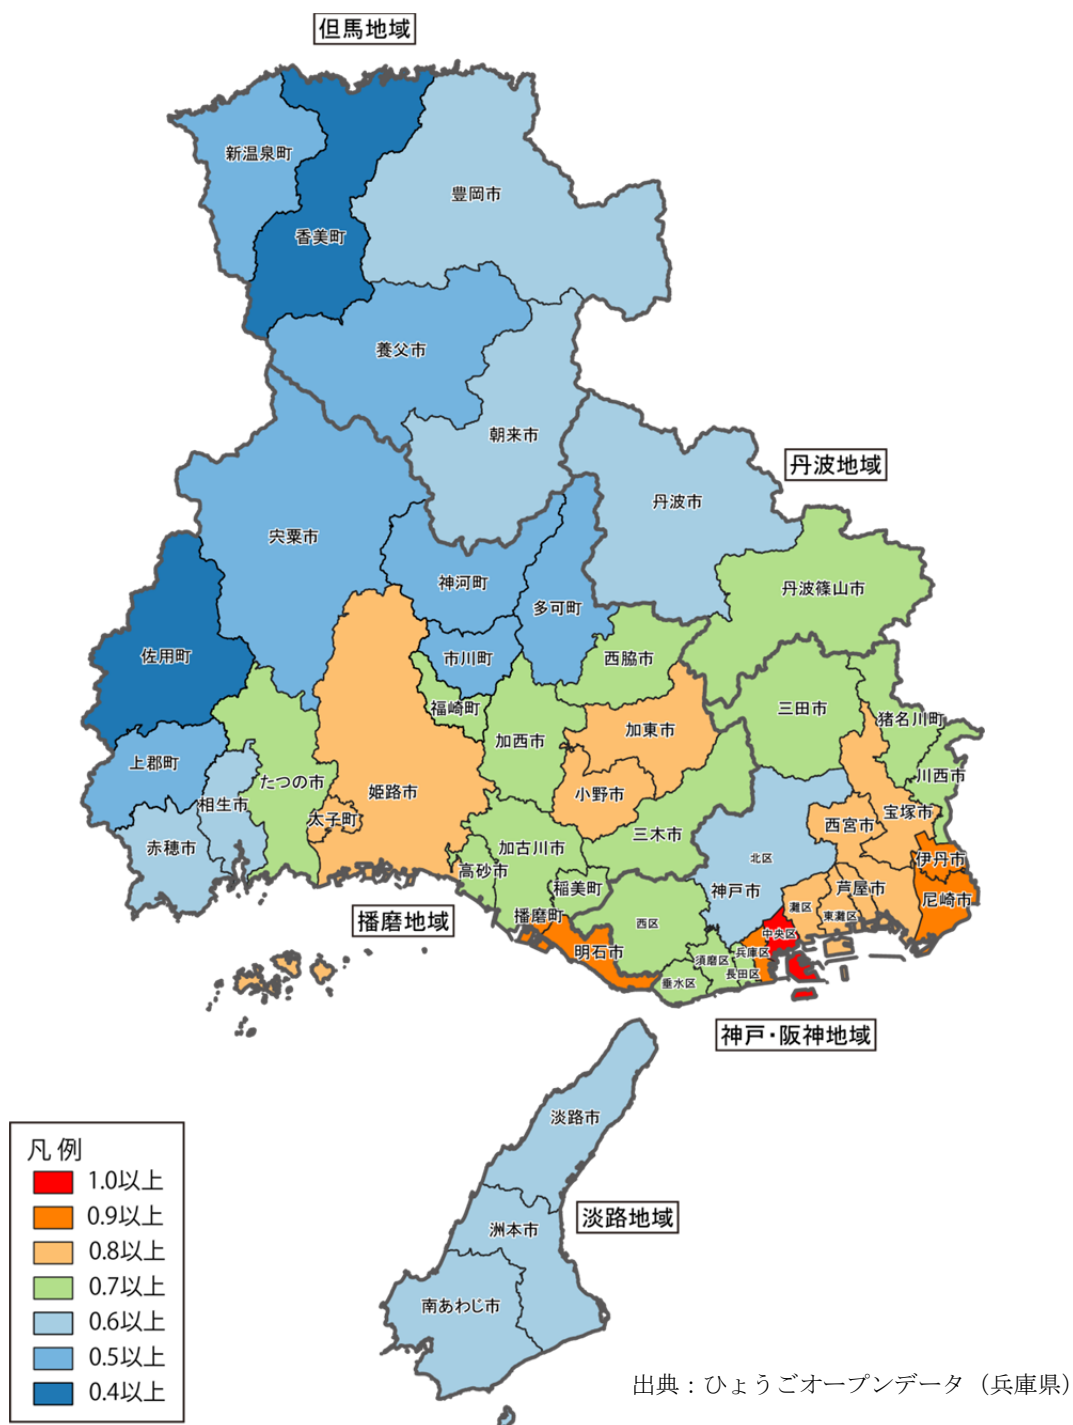 但馬地域
新温泉町
豊岡市
香美町
養父市
朝来市
丹波地域
丹波市
宍粟市
神河町
丹波篠山市
多可町
佐用町
市川町
西脇市
福崎町
三田市
猪名川町
加西市
加東市
上郡町
川西市
たつの市
姫路市
小野市
相生市
太子町
宝塚市
西宮市
三木市
赤穂市
加古川市
北区
伊丹市
高砂市
稲美町
神戸市
芦屋市
尼崎市
灘区
播磨町
東灘区
播磨地域
西区
中央区
明石市
兵庫区
須磨区
長田区
垂水区
神戸・阪神地域
淡路市
淡路地域
洲本市
南あわじ市
凡例
1.0以上
0.9以上
0.8以上
0.7以上
0.6以上
0.5以上
0.4以上
出典：ひょうごオープンデータ（兵庫県）